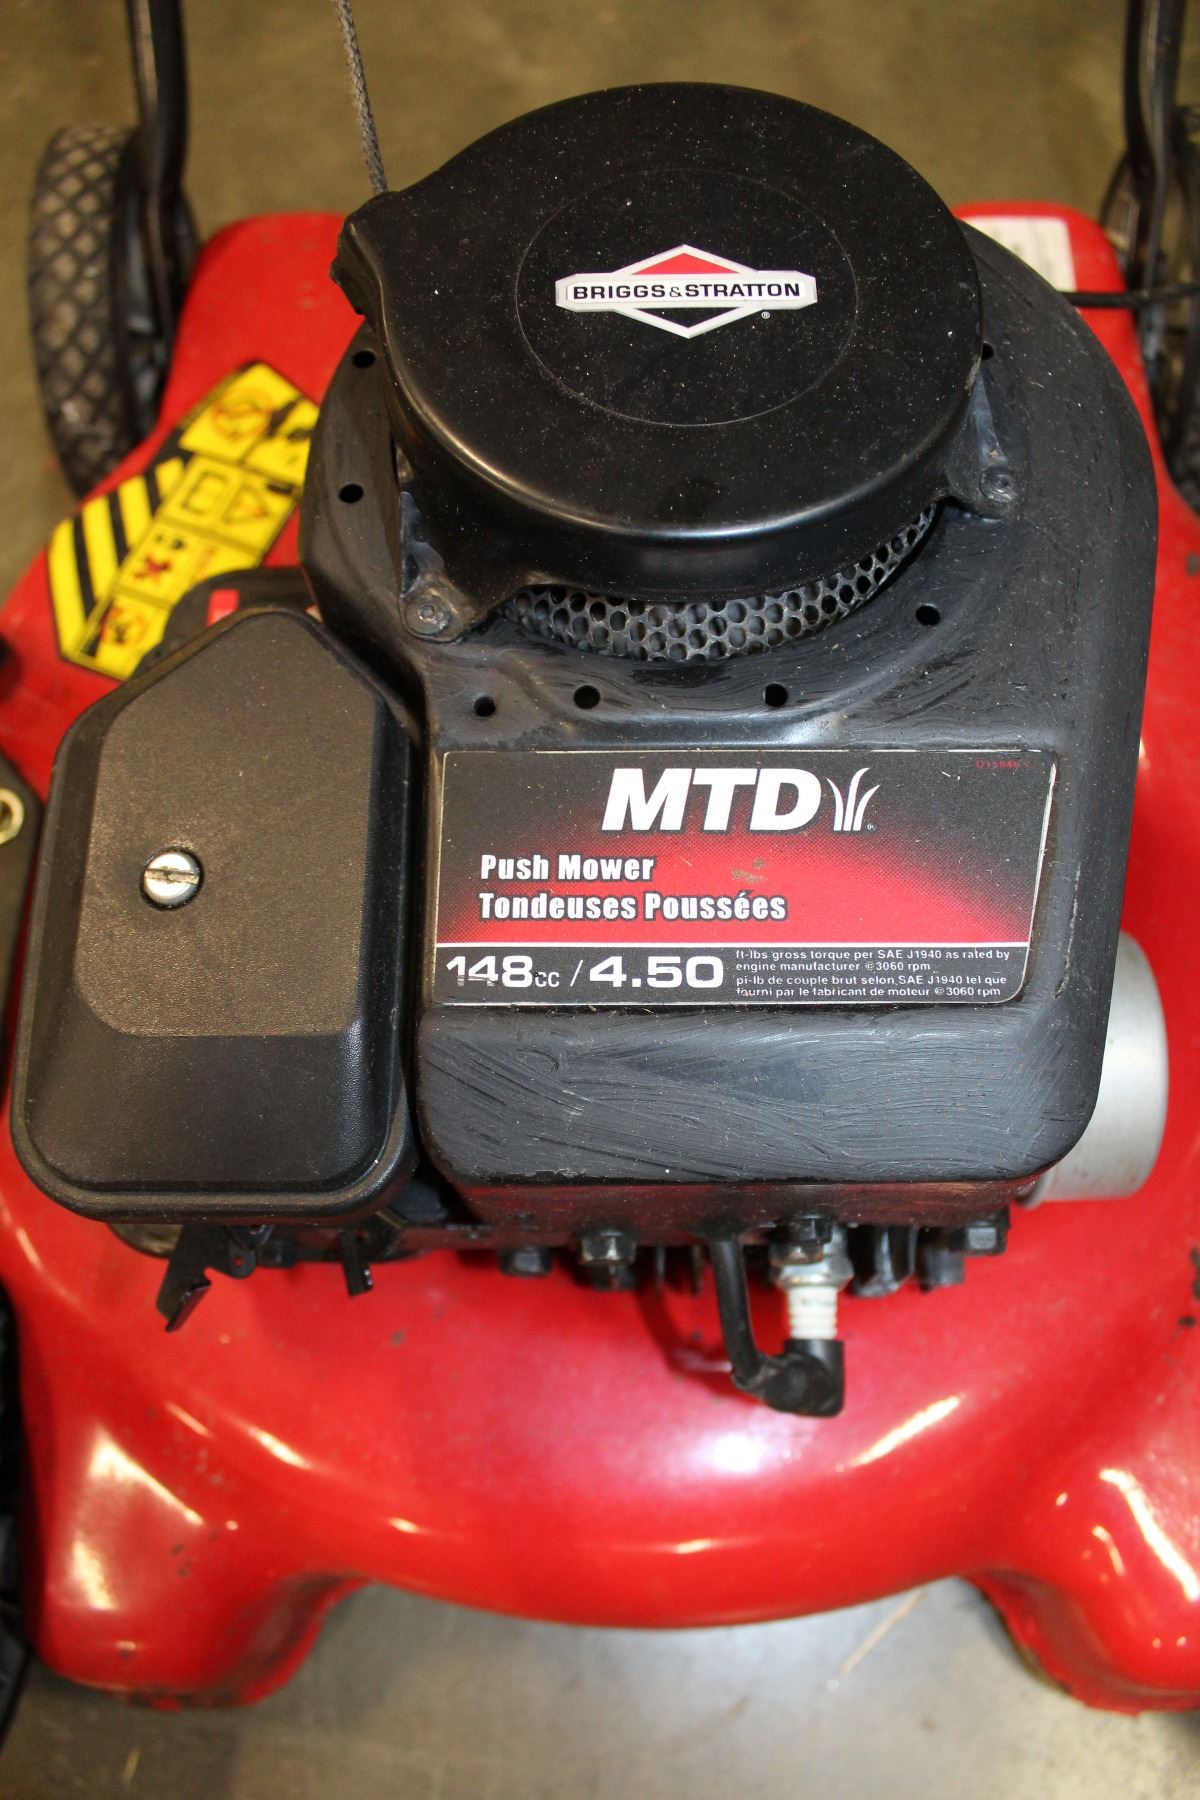 BRIGGS & STRATTON
®
MTD
Push Mower
Tondeuses Poussées
148cc / 4.50
ft-lbs gross torque per SAE J1940 as rated by
engine manufacturer @3060 rpm
pi-lb de couple brut selon SAE J1940 tel que
fourni par le fabricant de moteur @3060 rpm